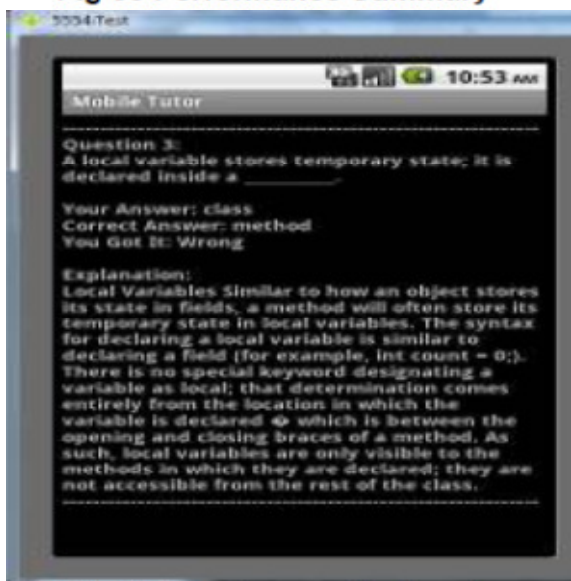 5554:Test
10:53 AM
Mobile Tutor
Question 3:
A local variable stores temporary state; it is
declared inside a __________.
Your Answer: class
Correct Answer: method
You Got It: Wrong
Explanation:
Local Variables Similar to how an object stores
its state in fields, a method will often store its
temporary state in local variables. The syntax
for declaring a local variable is similar to
declaring a field (for example, int count = 0;).
There is no special keyword designating a
variable as local; that determination comes
entirely from the location in which the
variable is declared � which is between the
opening and closing braces of a method. As
such, local variables are only visible to the
methods in which they are declared; they are
not accessible from the rest of the class.